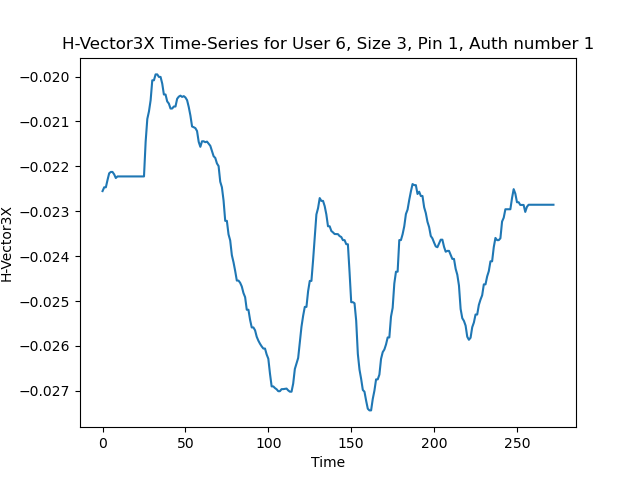 H-Vector3X Time-Series for User 6, Size 3, Pin 1, Auth number 1
H-Vector3X
−0.020
−0.021
−0.022
−0.023
−0.024
−0.025
−0.026
−0.027
0 50 100 150 200 250
Time